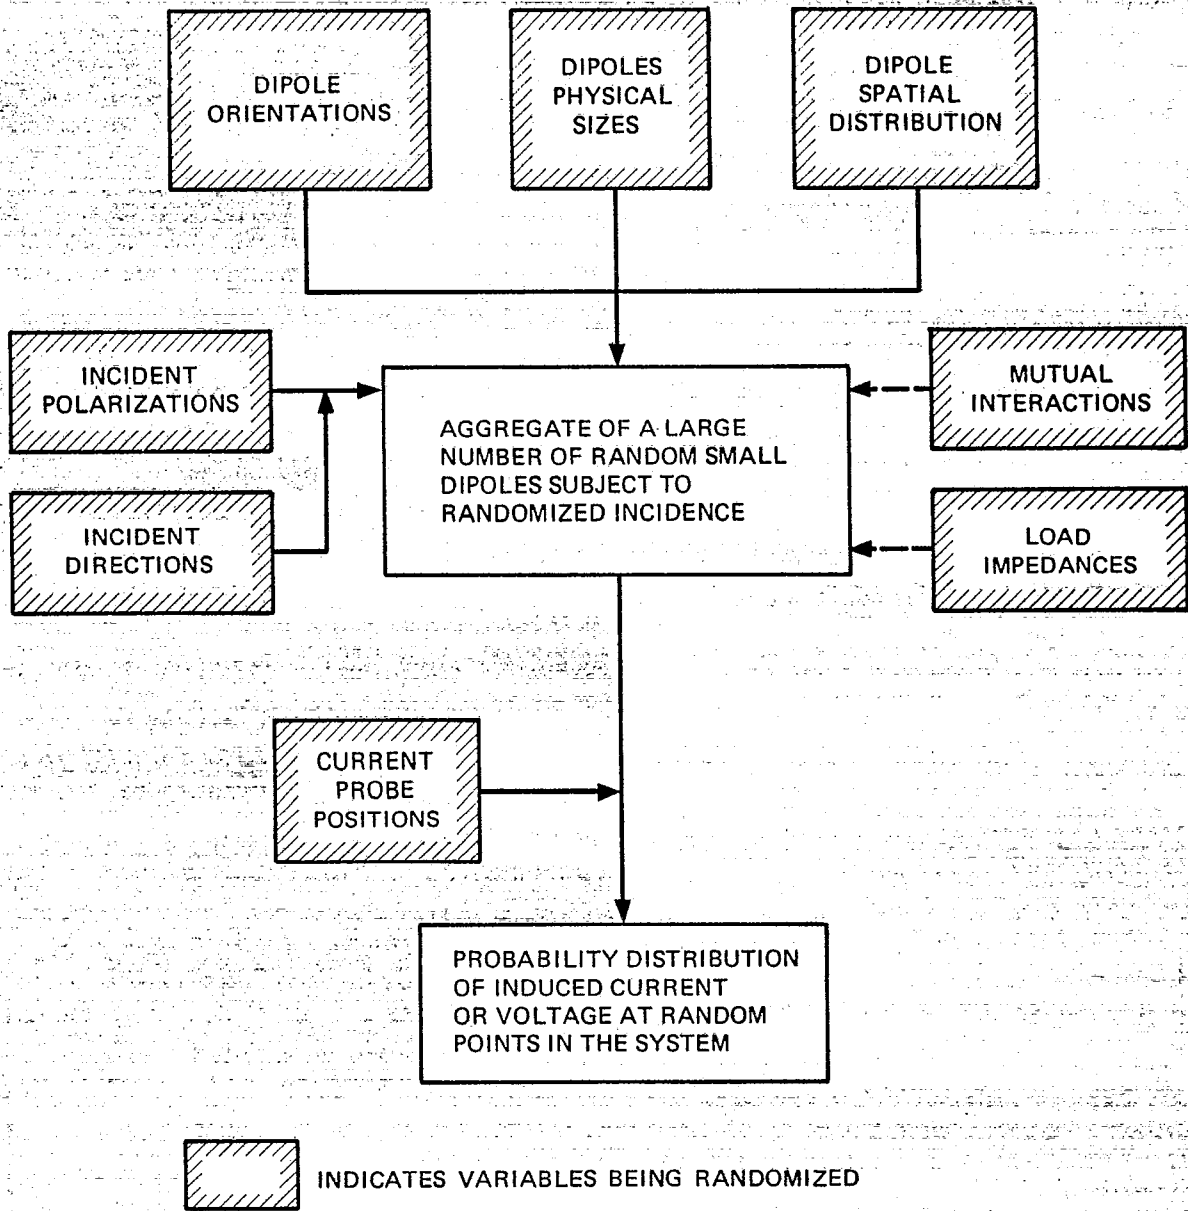 DIPOLE
ORIENTATIONS
DIPOLES
PHYSICAL
SIZES
DIPOLE
SPATIAL
DISTRIBUTION
INCIDENT
POLARIZATIONS
INCIDENT
DIRECTIONS
AGGREGATE OF A LARGE
NUMBER OF RANDOM SMALL
DIPOLES SUBJECT TO
RANDOMIZED INCIDENCE
MUTUAL
INTERACTIONS
LOAD
IMPEDANCES
CURRENT
PROBE
POSITIONS
PROBABILITY DISTRIBUTION
OF INDUCED CURRENT
OR VOLTAGE AT RANDOM
POINTS IN THE SYSTEM
INDICATES VARIABLES BEING RANDOMIZED